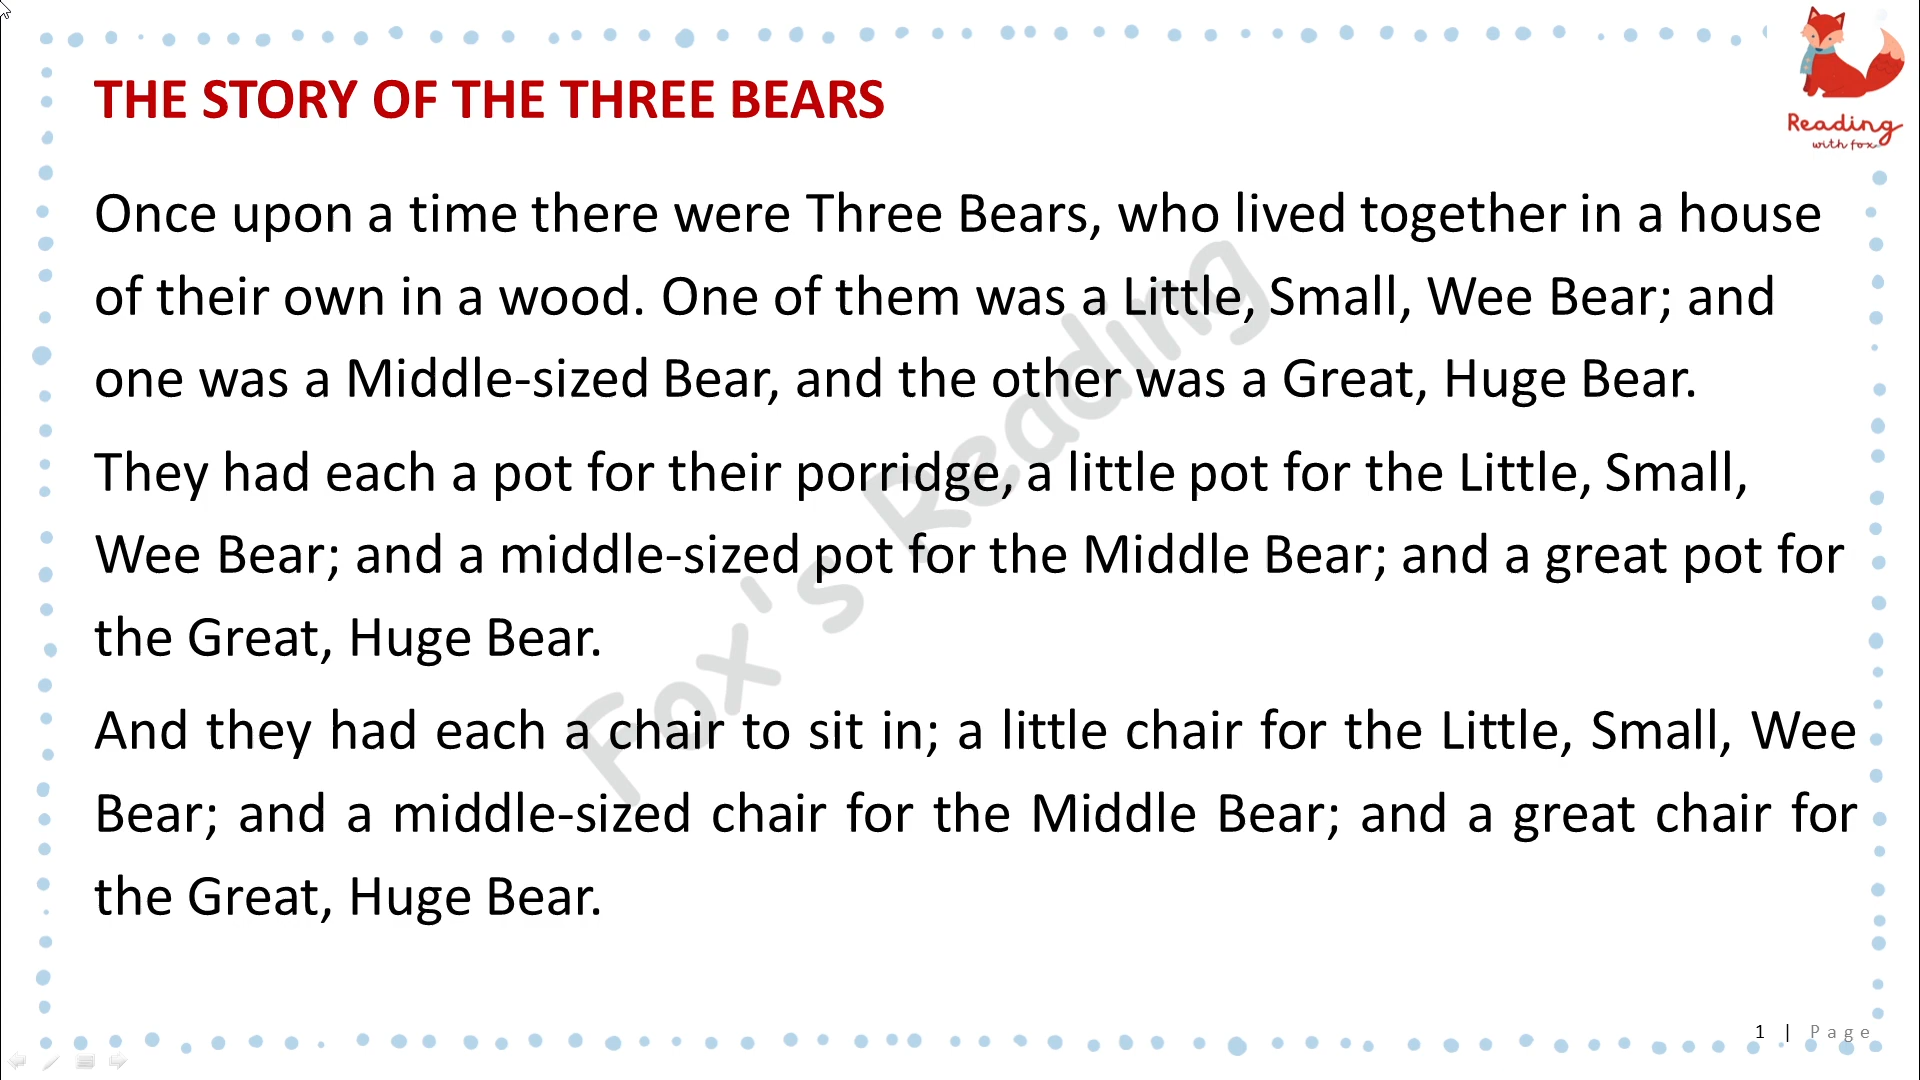 THE STORY OF THE THREE BEARS
Reading
with fox
Once upon a time there were Three Bears, who lived together in a house
of their own in a wood. One of them was a Little, Small, Wee Bear; and
one was a Middle-sized Bear, and the other was a Great, Huge Bear.
They had each a pot for their porridge, a little pot for the Little, Small,
Wee Bear; and a middle-sized pot for the Middle Bear; and a great pot for
the Great, Huge Bear.
And they had each a chair to sit in; a little chair for the Little, Small, Wee
Bear; and a middle-sized chair for the Middle Bear; and a great chair for
the Great, Huge Bear.
Fox's Reading
1 | Page